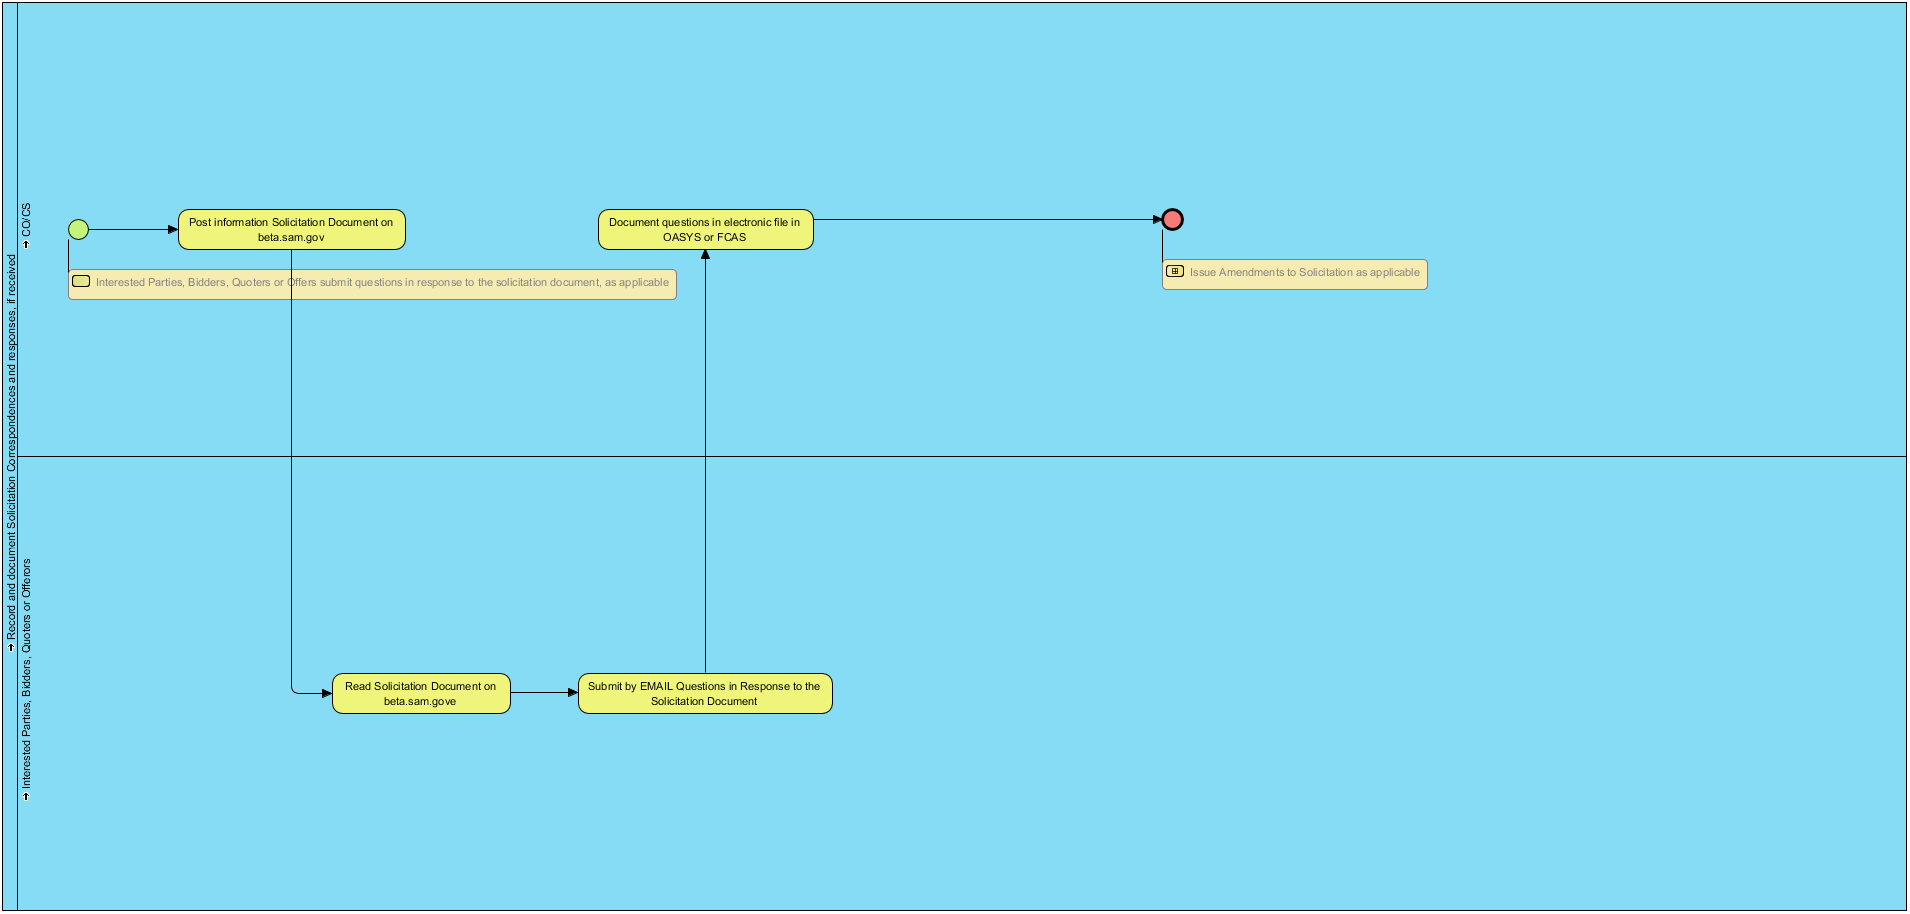 Record and document Solicitation Correspondences and responses, if received
CO/CS
Post information Solicitation Document on
beta.sam.gov
Document questions in electronic file in
OASYS or FCAS
Interested Parties, Bidders, Quoters or Offers submit questions in response to the solicitation document, as applicable
Issue Amendments to Solicitation as applicable
Interested Parties, Bidders, Quoters or Offerors
Read Solicitation Document on
beta.sam.gove
Submit by EMAIL Questions in Response to the
Solicitation Document